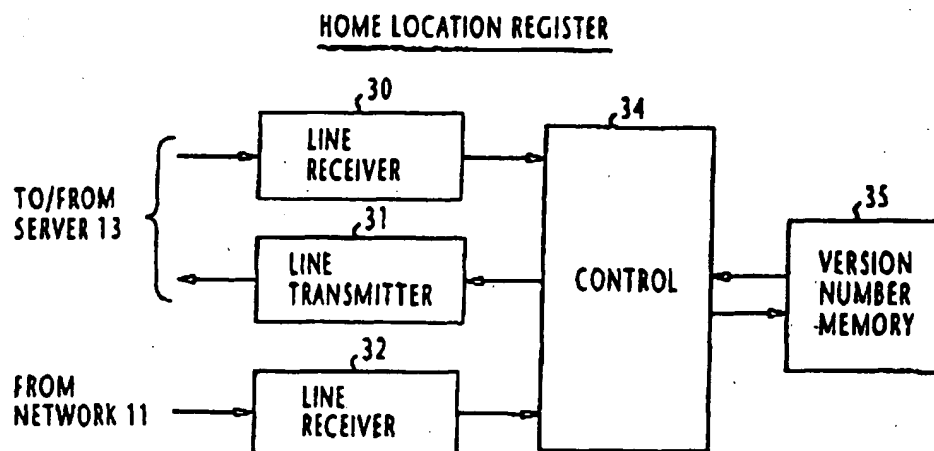 HOME LOCATION REGISTER
30
LINE
RECEIVER
34
TO/FROM
SERVER 13
31
LINE
TRANSMITTER
CONTROL
35
VERSION
NUMBER
MEMORY
32
FROM
NETWORK 11
LINE
RECEIVER